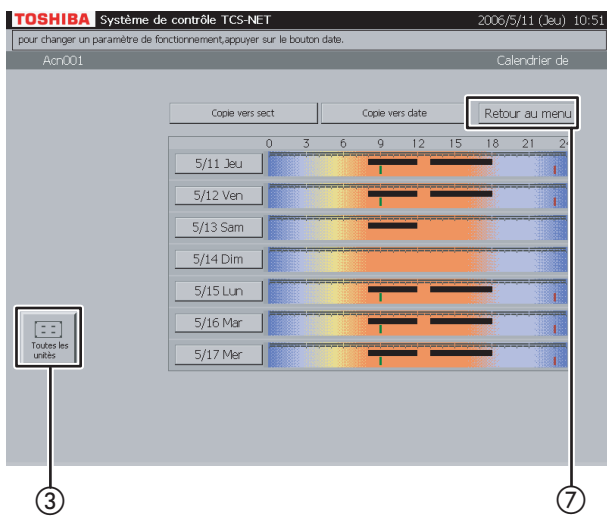 TOSHIBA Système de contrôle TCS-NET 2006/5/11 (Jeu) 10:51
pour changer un paramètre de fonctionnement,appuyer sur le bouton date.
Acn001 Calendrier de
Copie vers sect Copie vers date Retour au menu
0 3 6 9 12 15 18 21 24
5/11 Jeu
5/12 Ven
5/13 Sam
5/14 Dim
5/15 Lun
5/16 Mar
5/17 Mer
Toutes les
unitès
③ ⑦